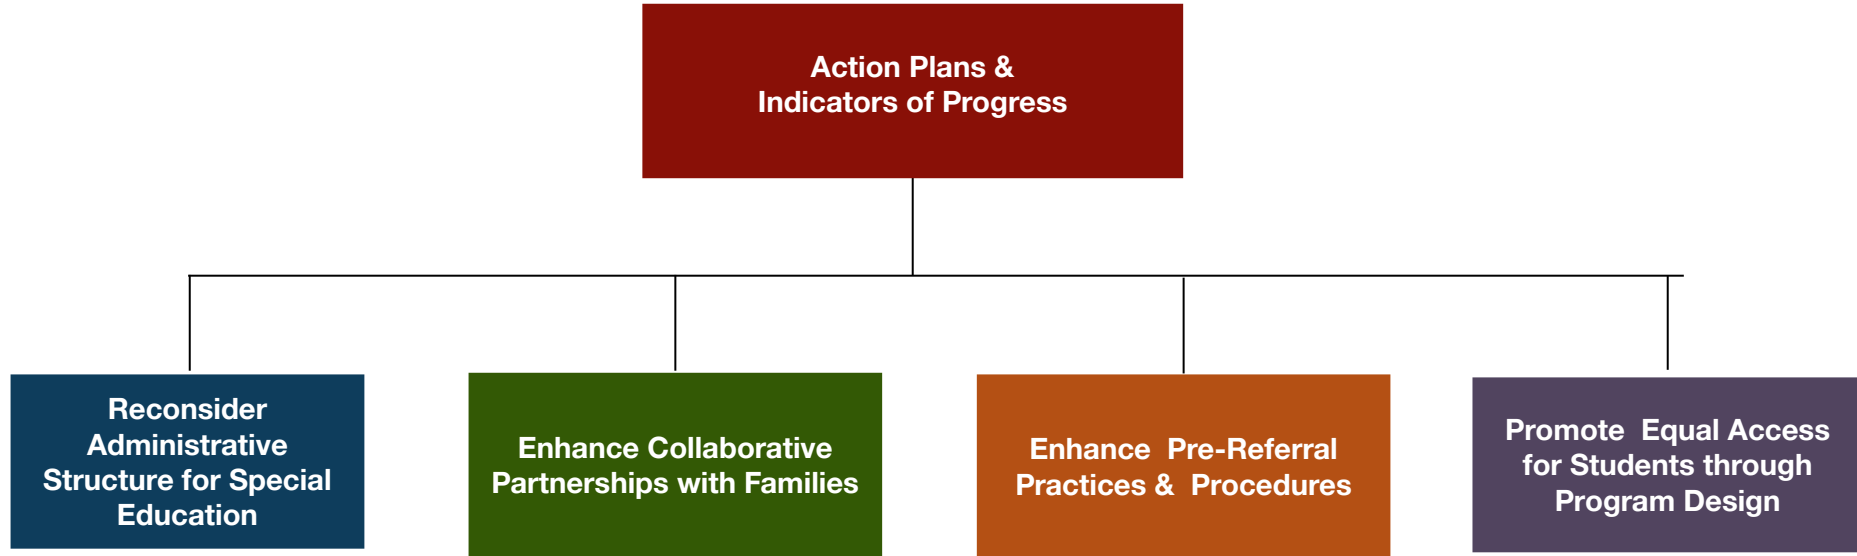 Action Plans &
Indicators of Progress
Reconsider
Administrative
Structure for Special
Education
Enhance Collaborative
Partnerships with Families
Enhance  Pre-Referral
Practices &  Procedures
Promote  Equal Access
for Students through
Program Design